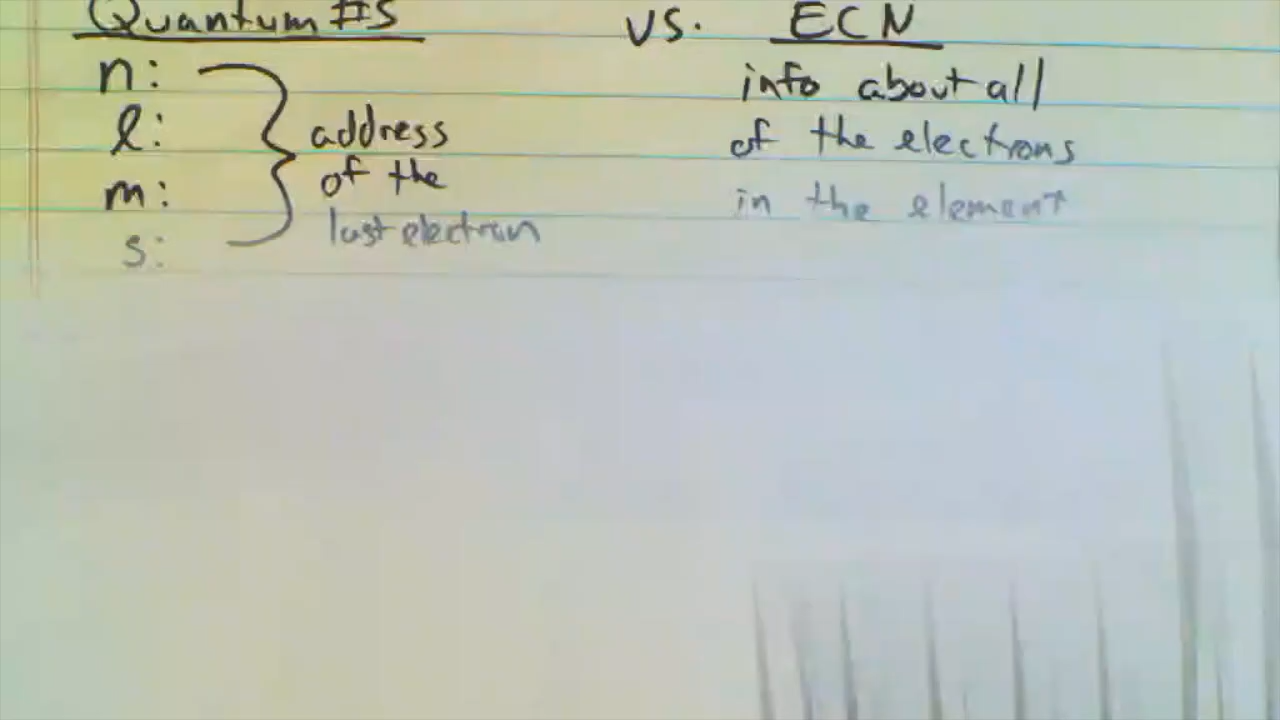 Quantum #s vs. ECN
n: info about all
l: address of the electrons
m: of the in the element
s: last electron